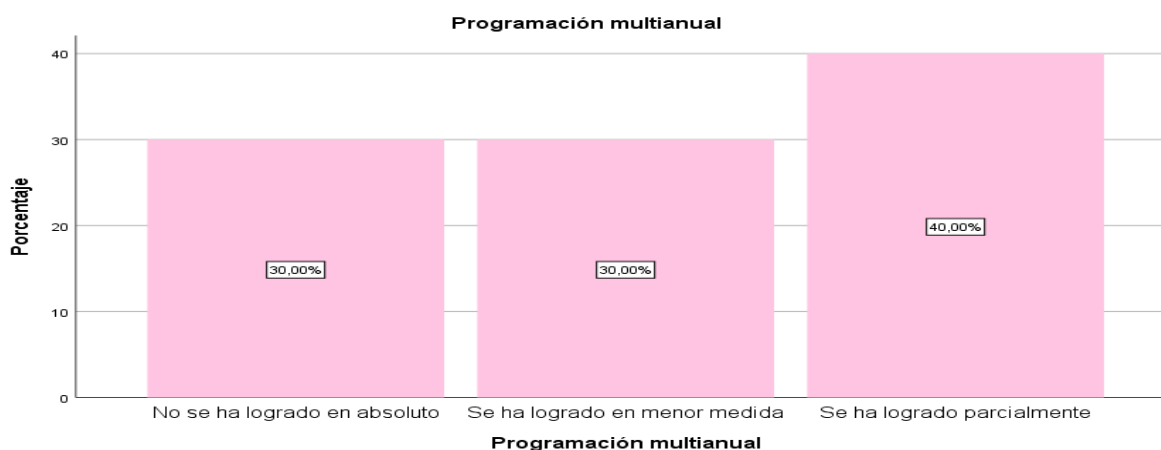 Programación multianual
Porcentaje
40
30
20
10
0
30,00%
30,00%
40,00%
No se ha logrado en absoluto
Se ha logrado en menor medida
Se ha logrado parcialmente
Programación multianual